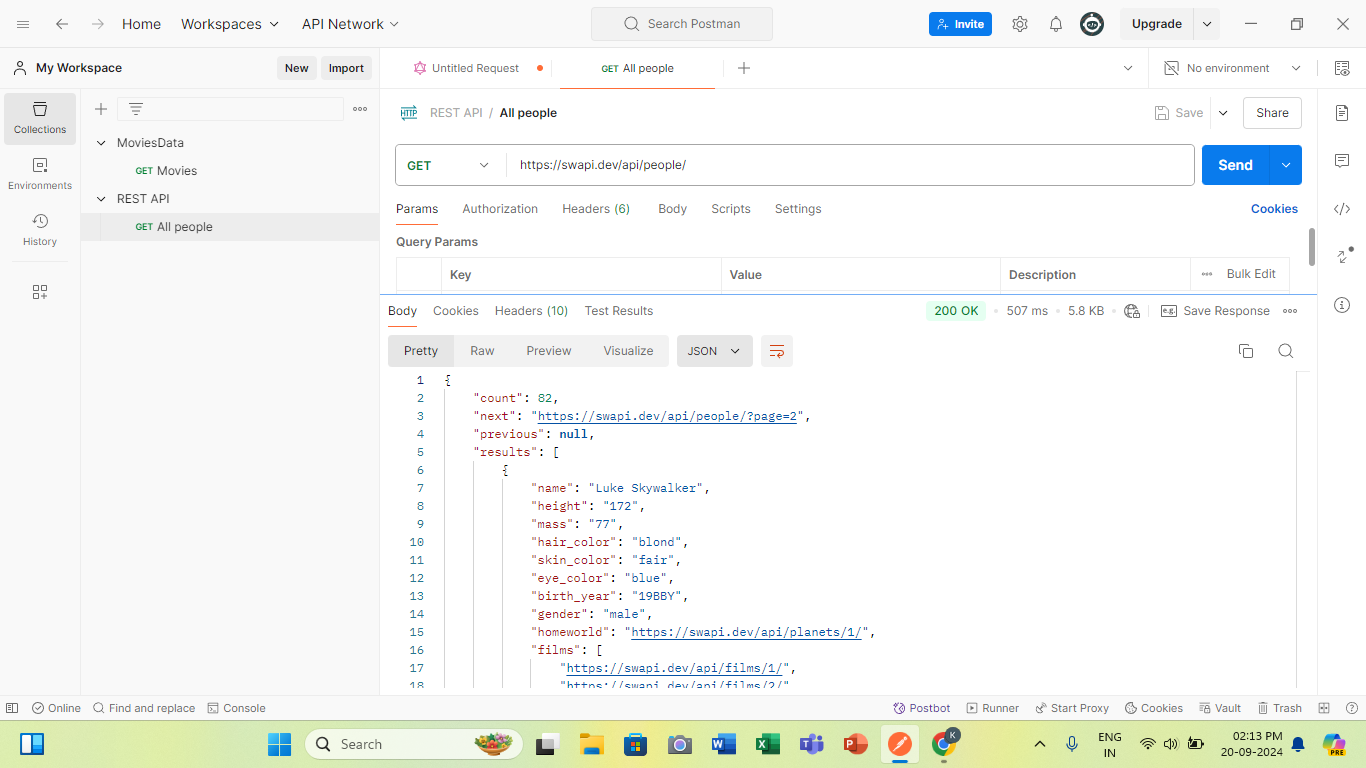 Home Workspaces API Network Search Postman Invite Upgrade
My Workspace New Import Untitled Request GET All people No environment
Collections
Environments
History
MoviesData
GET Movies
REST API
GET All people
HTTP REST API / All people Save Share
GET https://swapi.dev/api/people/ Send
Params Authorization Headers (6) Body Scripts Settings Cookies
Query Params
Key Value Description Bulk Edit
Body Cookies Headers (10) Test Results 200 OK 507 ms 5.8 KB e.g. Save Response
Pretty Raw Preview Visualize JSON
1 {
2 "count": 82,
3 "next": "https://swapi.dev/api/people/?page=2",
4 "previous": null,
5 "results": [
6 {
7 "name": "Luke Skywalker",
8 "height": "172",
9 "mass": "77",
10 "hair_color": "blond",
11 "skin_color": "fair",
12 "eye_color": "blue",
13 "birth_year": "19BBY",
14 "gender": "male",
15 "homeworld": "https://swapi.dev/api/planets/1/",
16 "films": [
17 "https://swapi.dev/api/films/1/",
18 "https://swapi.dev/api/films/2/"
Online Find and replace Console Postbot Runner Start Proxy Cookies Vault Trash
Search K ENG IN 02:13 PM 20-09-2024 PRE